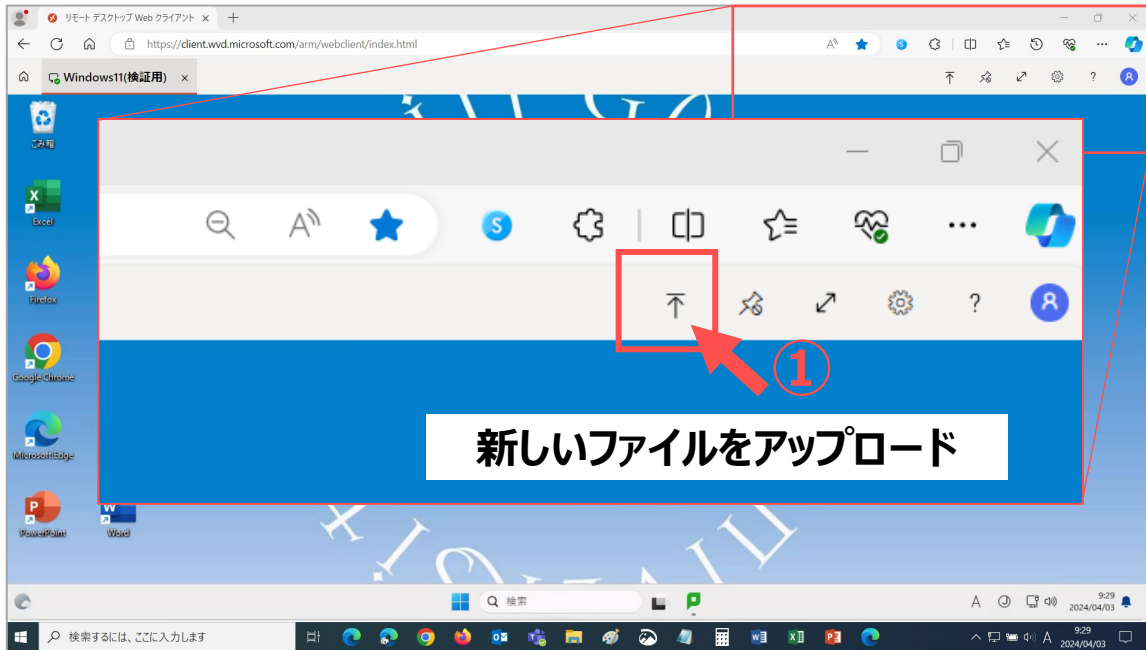 リモート デスクトップ Web クライアント
https://client.wvd.microsoft.com/arm/webclient/index.html
Windows11(検証用)
ごみ箱
Excel
Firefox
Google Chrome
Microsoft Edge
PowerPoint
Word
①
新しいファイルをアップロード
検索
A
9:29
2024/04/03
検索するには、ここに入力します
A
9:29
2024/04/03